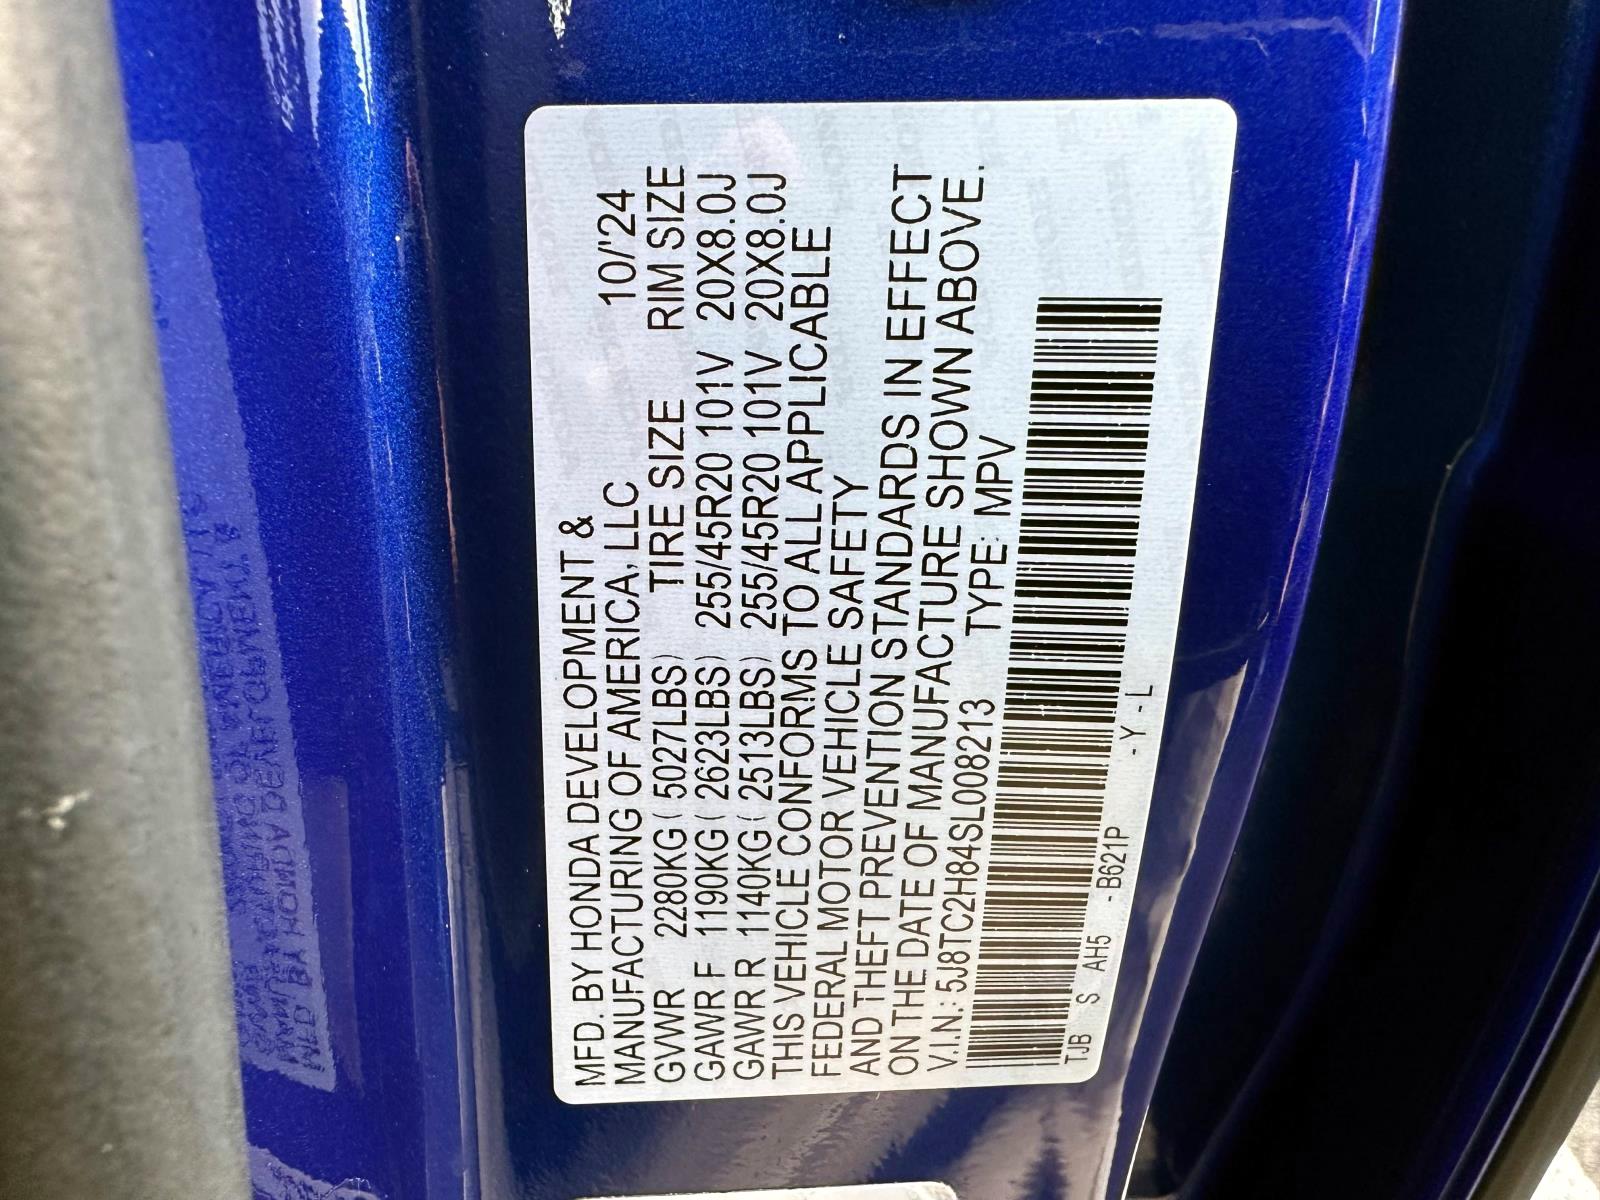 MFD. BY HONDA DEVELOPMENT &
MANUFACTURING OF AMERICA, LLC 10/'24
GVWR 2280KG ( 5027LBS) TIRE SIZE RIM SIZE
GAWR F 1190KG ( 2623LBS) 255/45R20 101V 20X8.0J
GAWR R 1140KG ( 2513LBS) 255/45R20 101V 20X8.0J
THIS VEHICLE CONFORMS TO ALL APPLICABLE
FEDERAL MOTOR VEHICLE SAFETY
AND THEFT PREVENTION STANDARDS IN EFFECT
ON THE DATE OF MANUFACTURE SHOWN ABOVE.
V.I.N.: 5J8TC2H84SL008213 TYPE: MPV
TJB S AH5 -B621P -Y -L